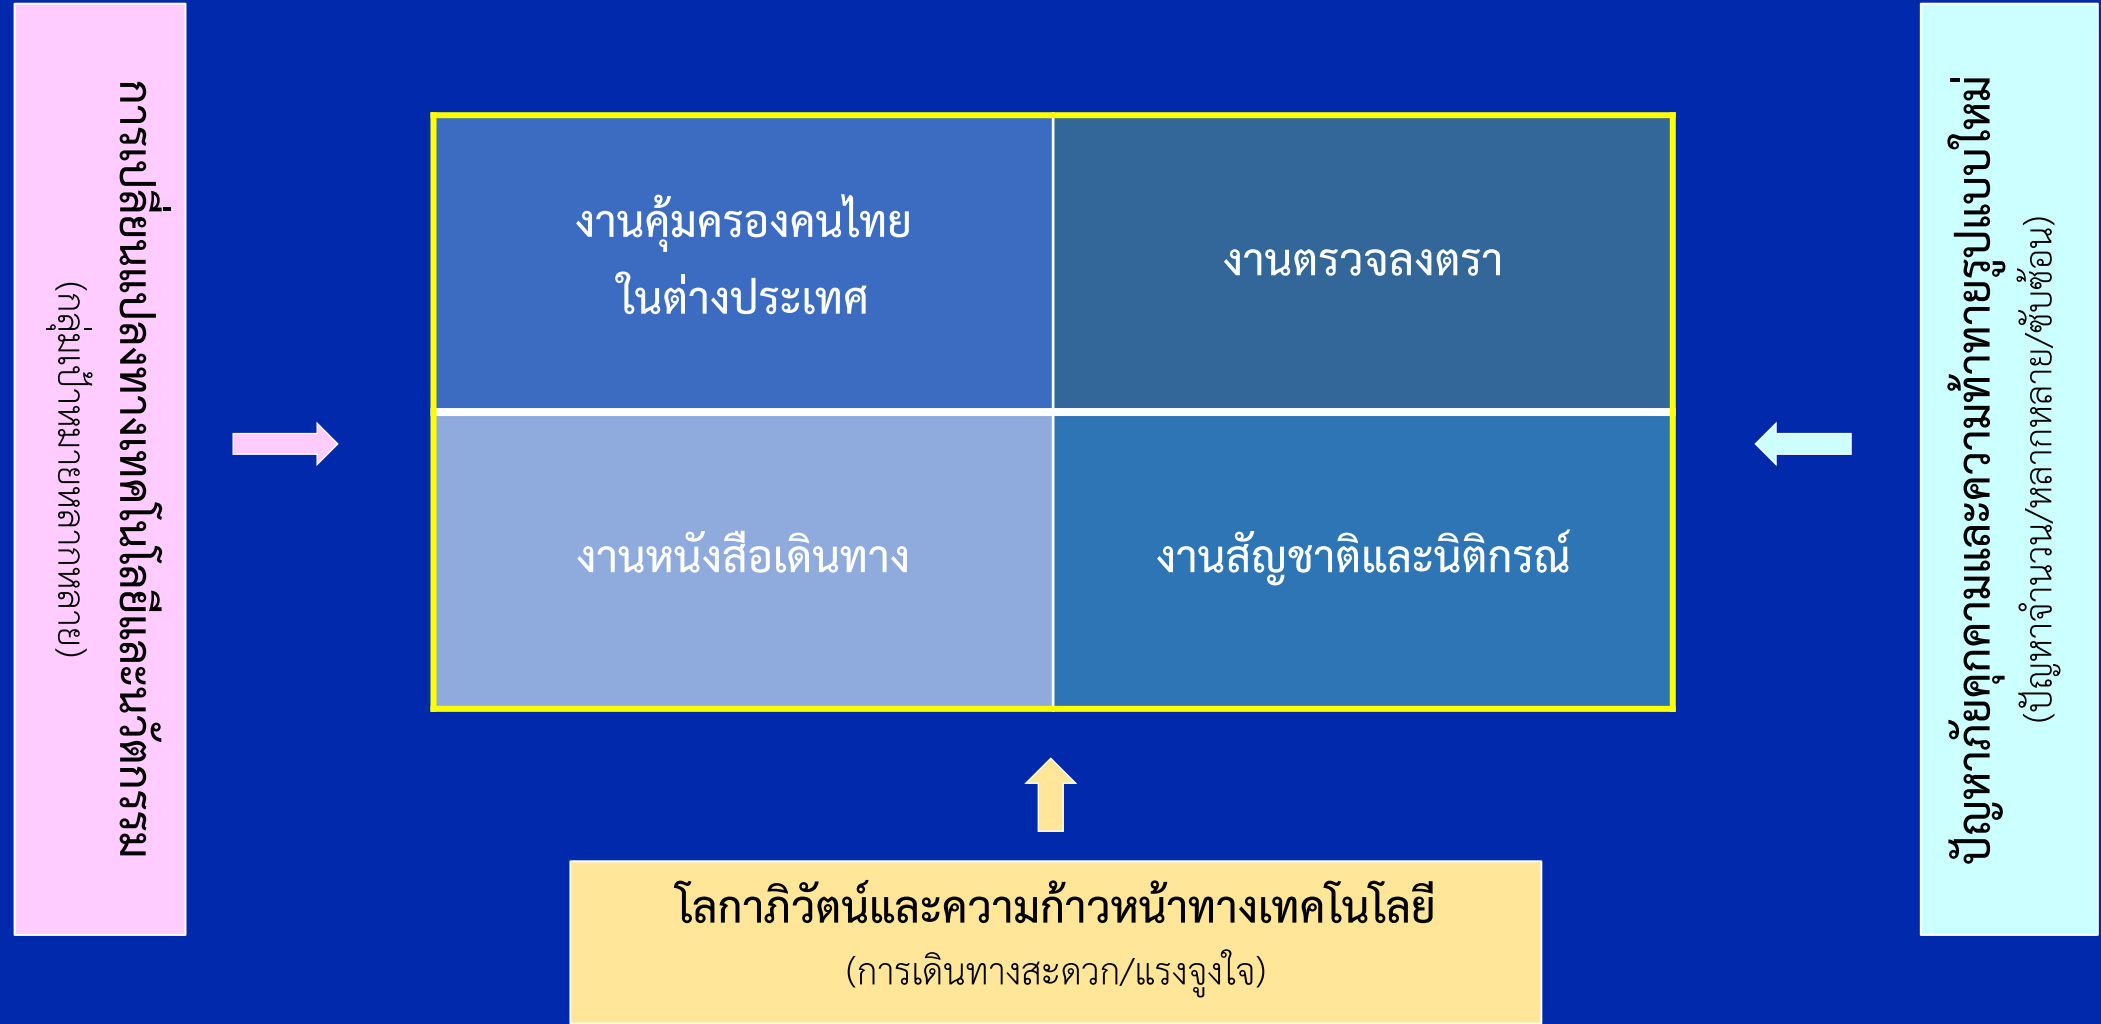 การเปลี่ยนแปลงทางเทคโนโลยีและนวัตกรรม
(กลุ่มเป้าหมายหลากหลาย)
งานคุ้มครองคนไทย
ในต่างประเทศ
งานตรวจลงตรา
งานหนังสือเดินทาง
งานสัญชาติและนิติกรณ์
ปัญหาภัยคุกคามและความท้าทายรูปแบบใหม่
(ปัญหาจำนวน/หลากหลาย/ซับซ้อน)
โลกาภิวัตน์และความก้าวหน้าทางเทคโนโลยี
(การเดินทางสะดวก/แรงจูงใจ)